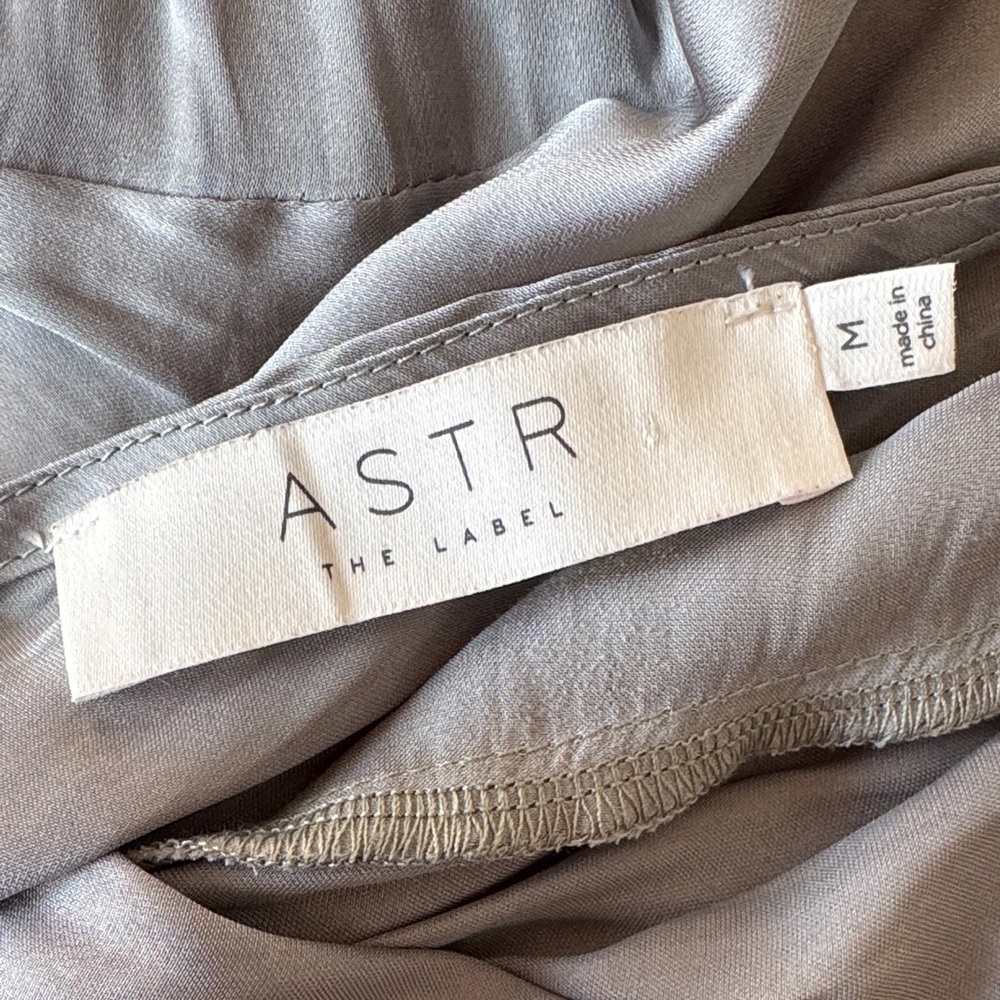 ASTR
THE LABEL
M
made in
china